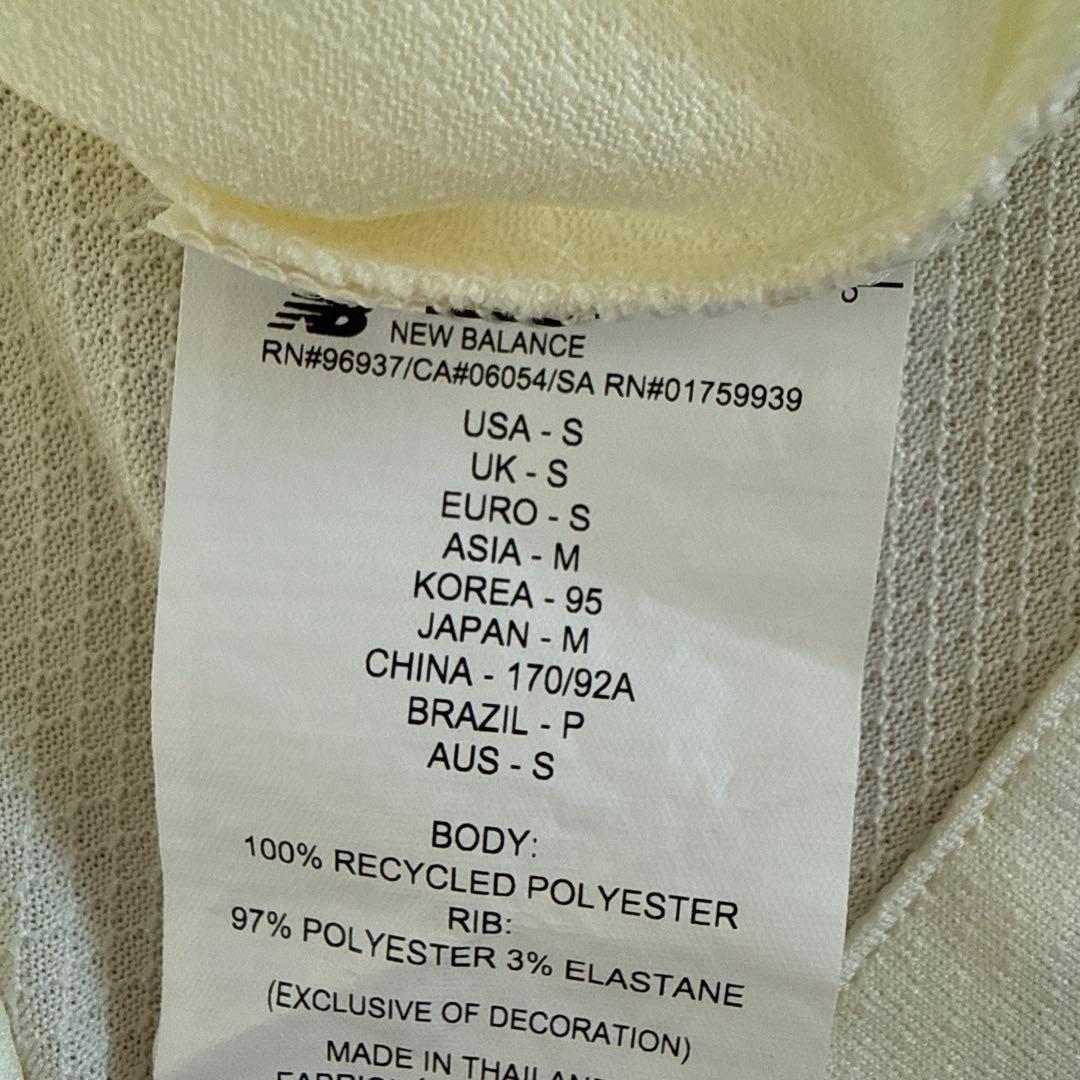 NEW BALANCE
RN#96937/CA#06054/SA RN#01759939
USA - S
UK - S
EURO - S
ASIA - M
KOREA - 95
JAPAN - M
CHINA - 170/92A
BRAZIL - P
AUS - S
BODY:
100% RECYCLED POLYESTER
RIB:
97% POLYESTER 3% ELASTANE
(EXCLUSIVE OF DECORATION)
MADE IN